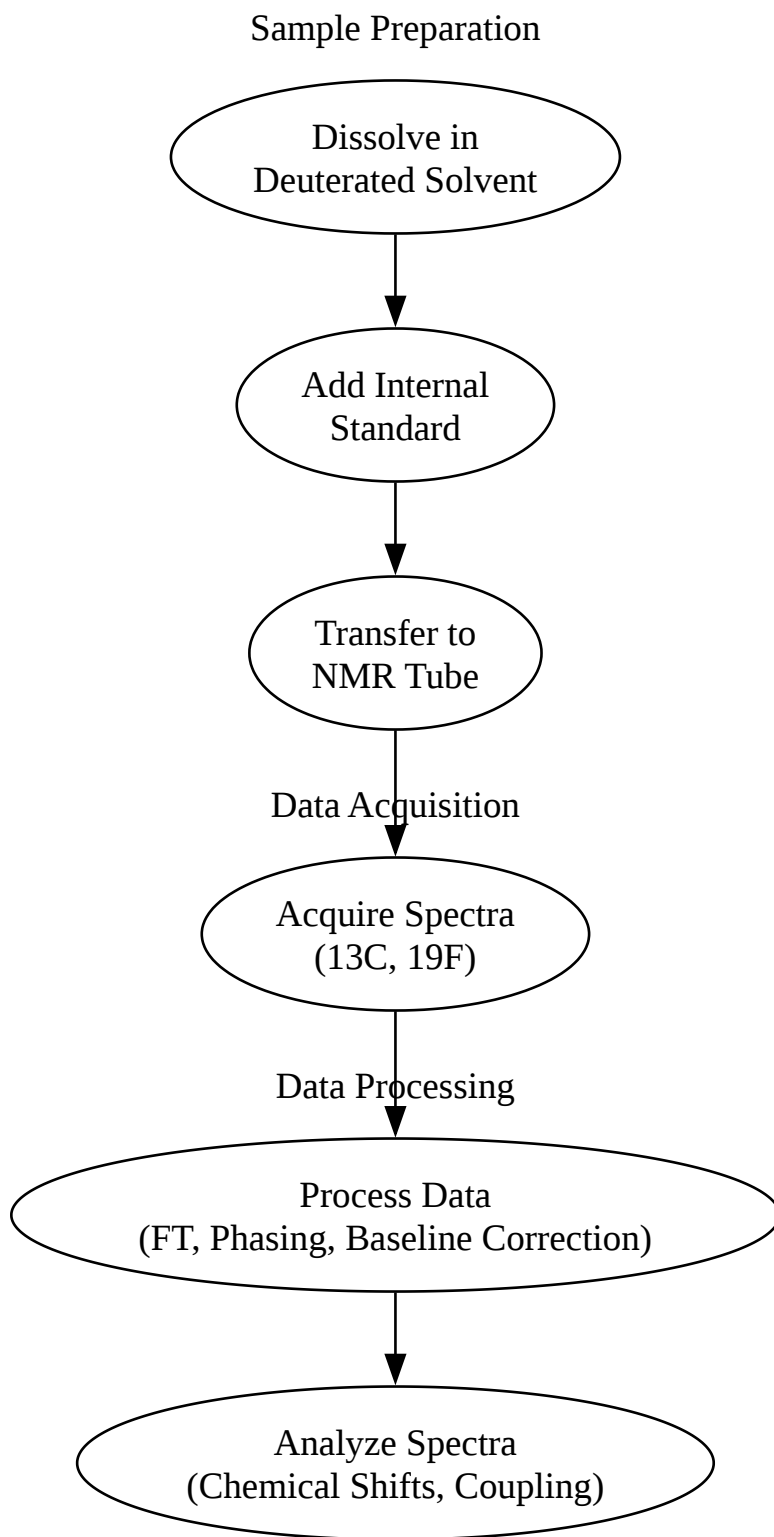 Sample Preparation
Dissolve in
Deuterated Solvent
Add Internal
Standard
Transfer to
NMR Tube
Data Acquisition
Acquire Spectra
(13C, 19F)
Data Processing
Process Data
(FT, Phasing, Baseline Correction)
Analyze Spectra
(Chemical Shifts, Coupling)